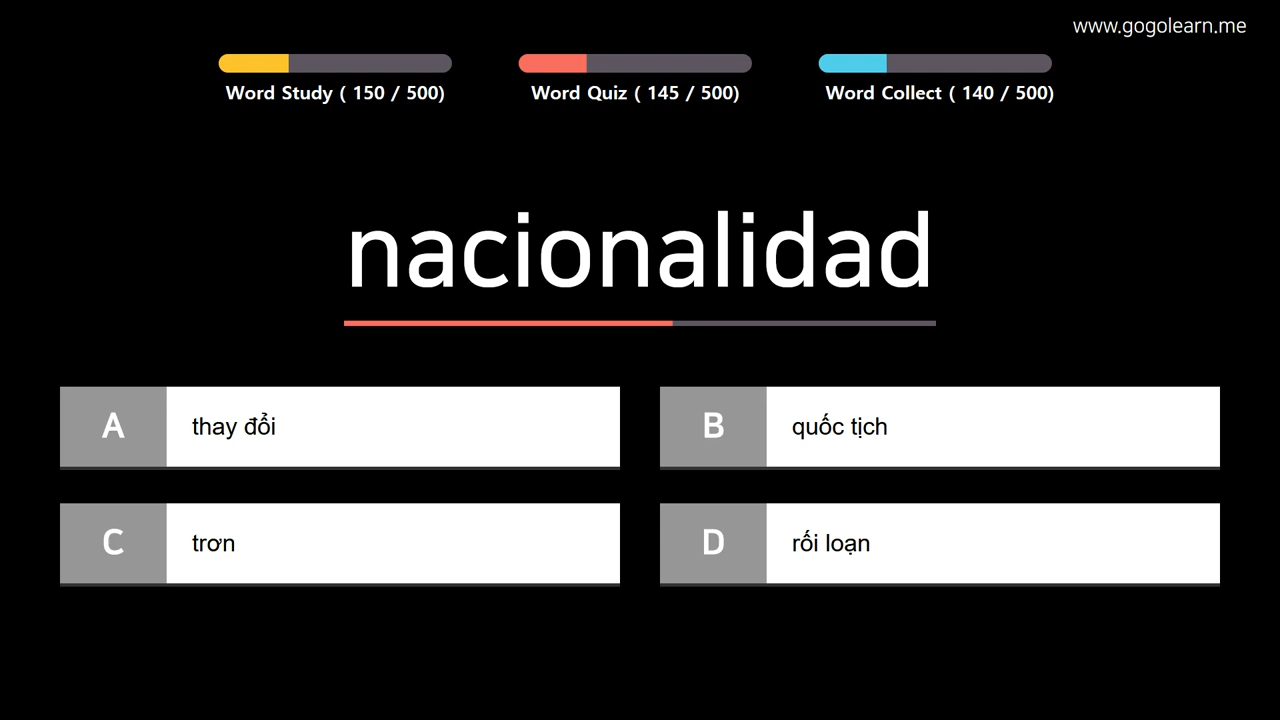 www.gogolearn.me
Word Study ( 150 / 500)
Word Quiz ( 145 / 500)
Word Collect ( 140 / 500)
nacionalidad
A thay đổi
B quốc tịch
C trơn
D rối loạn